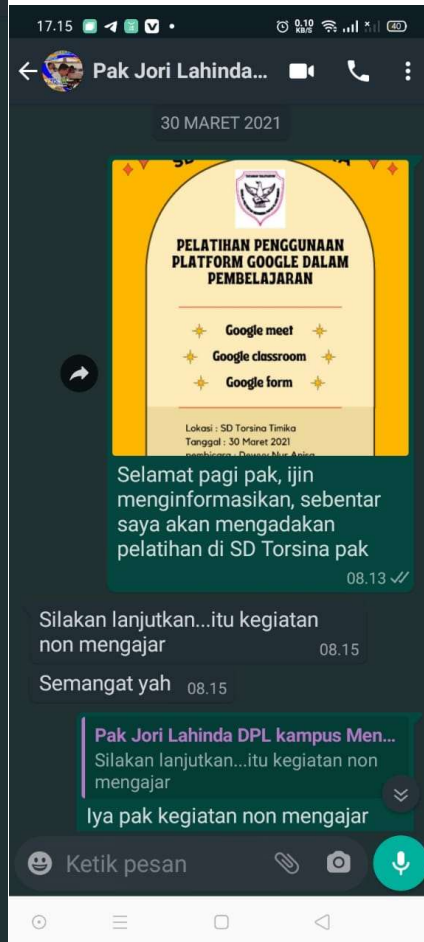 17.15
0.10
KB/S
40
Pak Jori Lahinda...
30 MARET 2021
PELATIHAN PENGGUNAAN
PLATFORM GOOGLE DALAM
PEMBELAJARAN
Google meet
Google classroom
Google form
Lokasi : SD Torsina Timika
Tanggal : 30 Maret 2021
Selamat pagi pak, ijin
menginformasikan, sebentar
saya akan mengadakan
pelatihan di SD Torsina pak
08.13
Silakan lanjutkan...itu kegiatan
non mengajar
08.15
Semangat yah
08.15
Pak Jori Lahinda DPL kampus Men...
Silakan lanjutkan...itu kegiatan non
mengajar
Iya pak kegiatan non mengajar
Ketik pesan